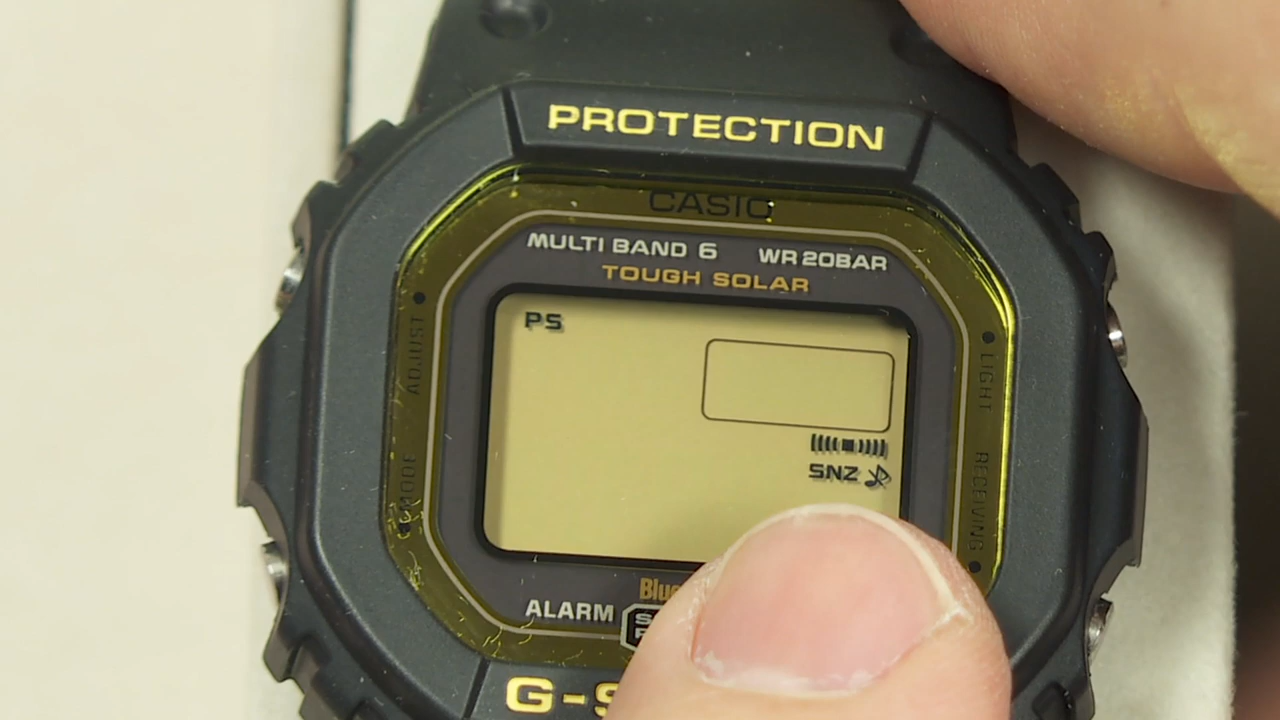 PROTECTION
CASIO
MULTI BAND 6 WR 20BAR
TOUGH SOLAR
PS
ADJUST
LIGHT
SNZ
MODE
RECEIVING
ALARM
G-S